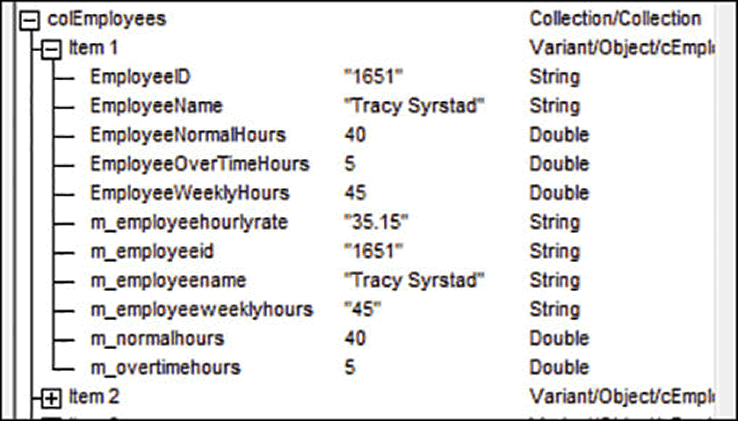 colEmployees Collection/Collection
Item 1 Variant/Object/cEmpl
EmployeeID "1651" String
EmployeeName "Tracy Syrstad" String
EmployeeNormalHours 40 Double
EmployeeOverTimeHours 5 Double
EmployeeWeeklyHours 45 Double
m_employeehourlyrate "35.15" String
m_employeeid "1651" String
m_employeename "Tracy Syrstad" String
m_employeeweeklyhours "45" String
m_normalhours 40 Double
m_overtimehours 5 Double
Item 2 Variant/Object/cEmpl